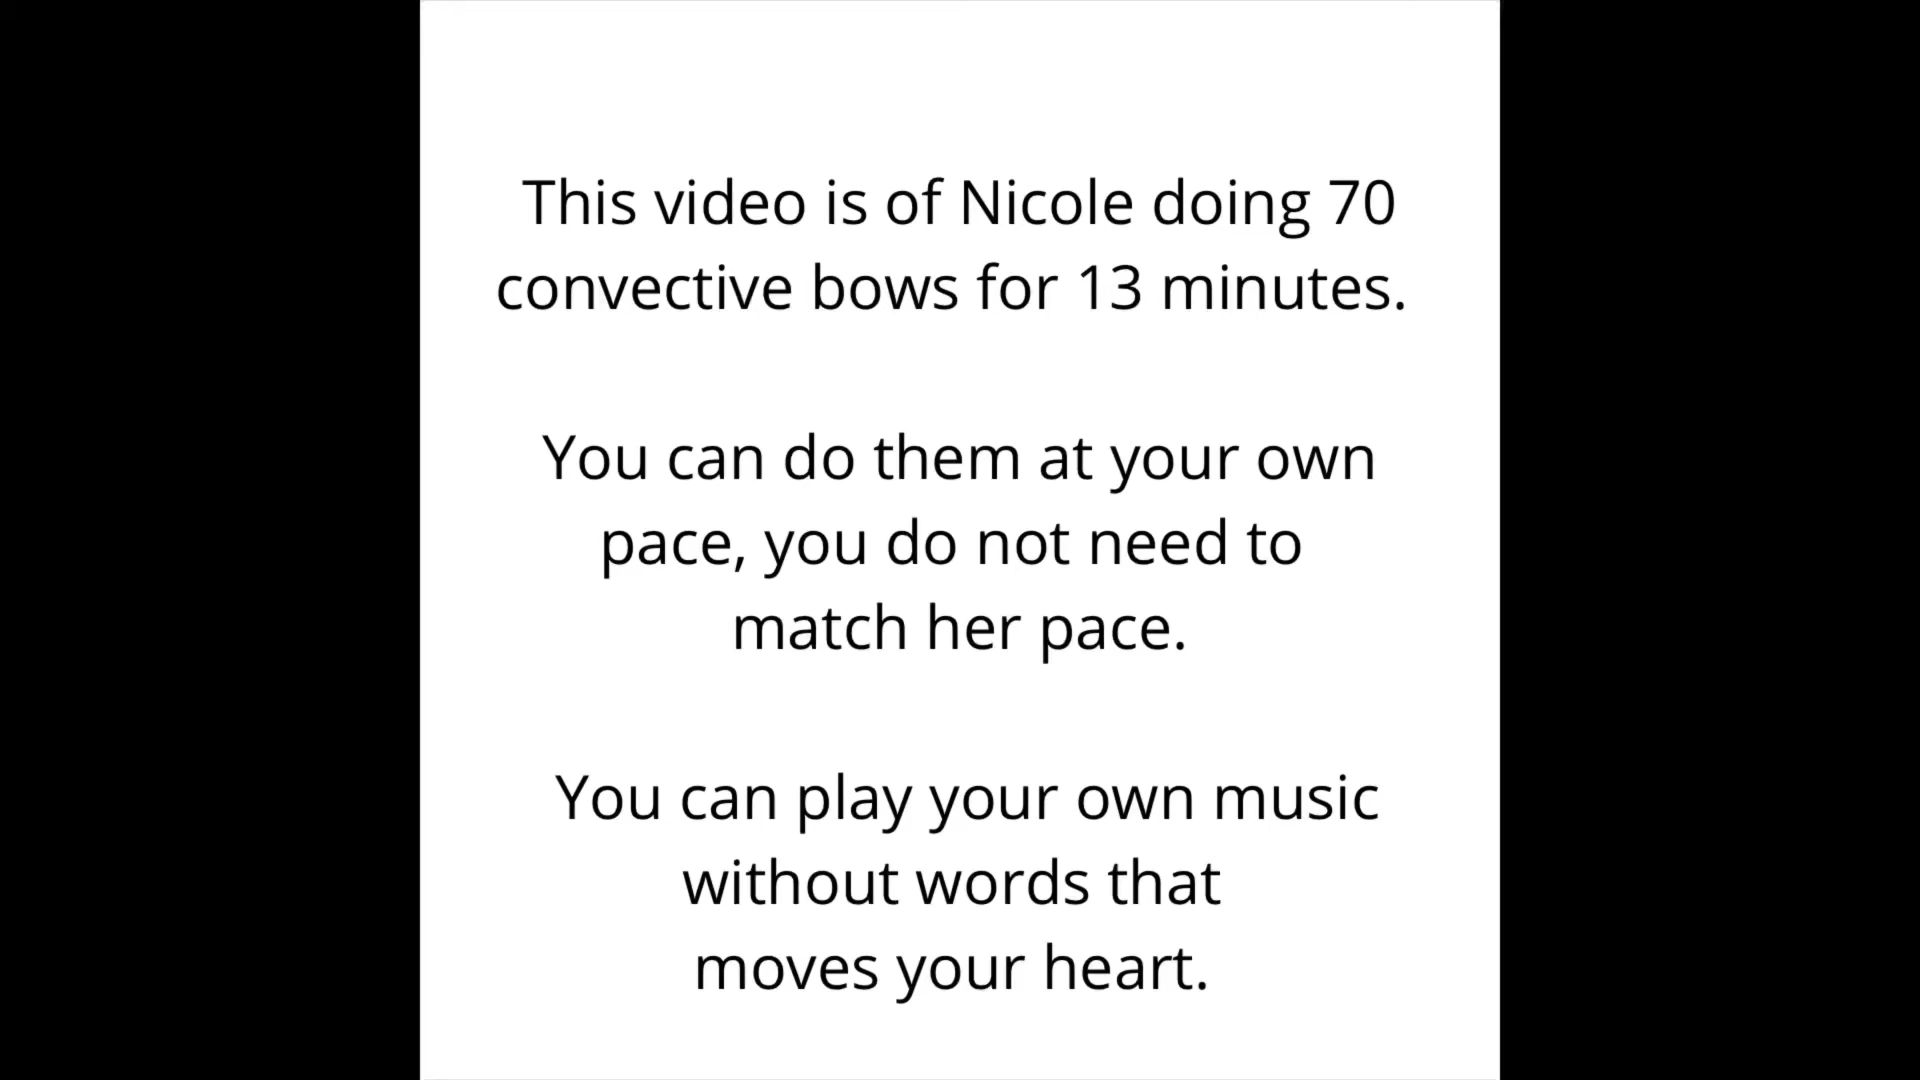 This video is of Nicole doing 70
convective bows for 13 minutes.
You can do them at your own
pace, you do not need to
match her pace.
You can play your own music
without words that
moves your heart.